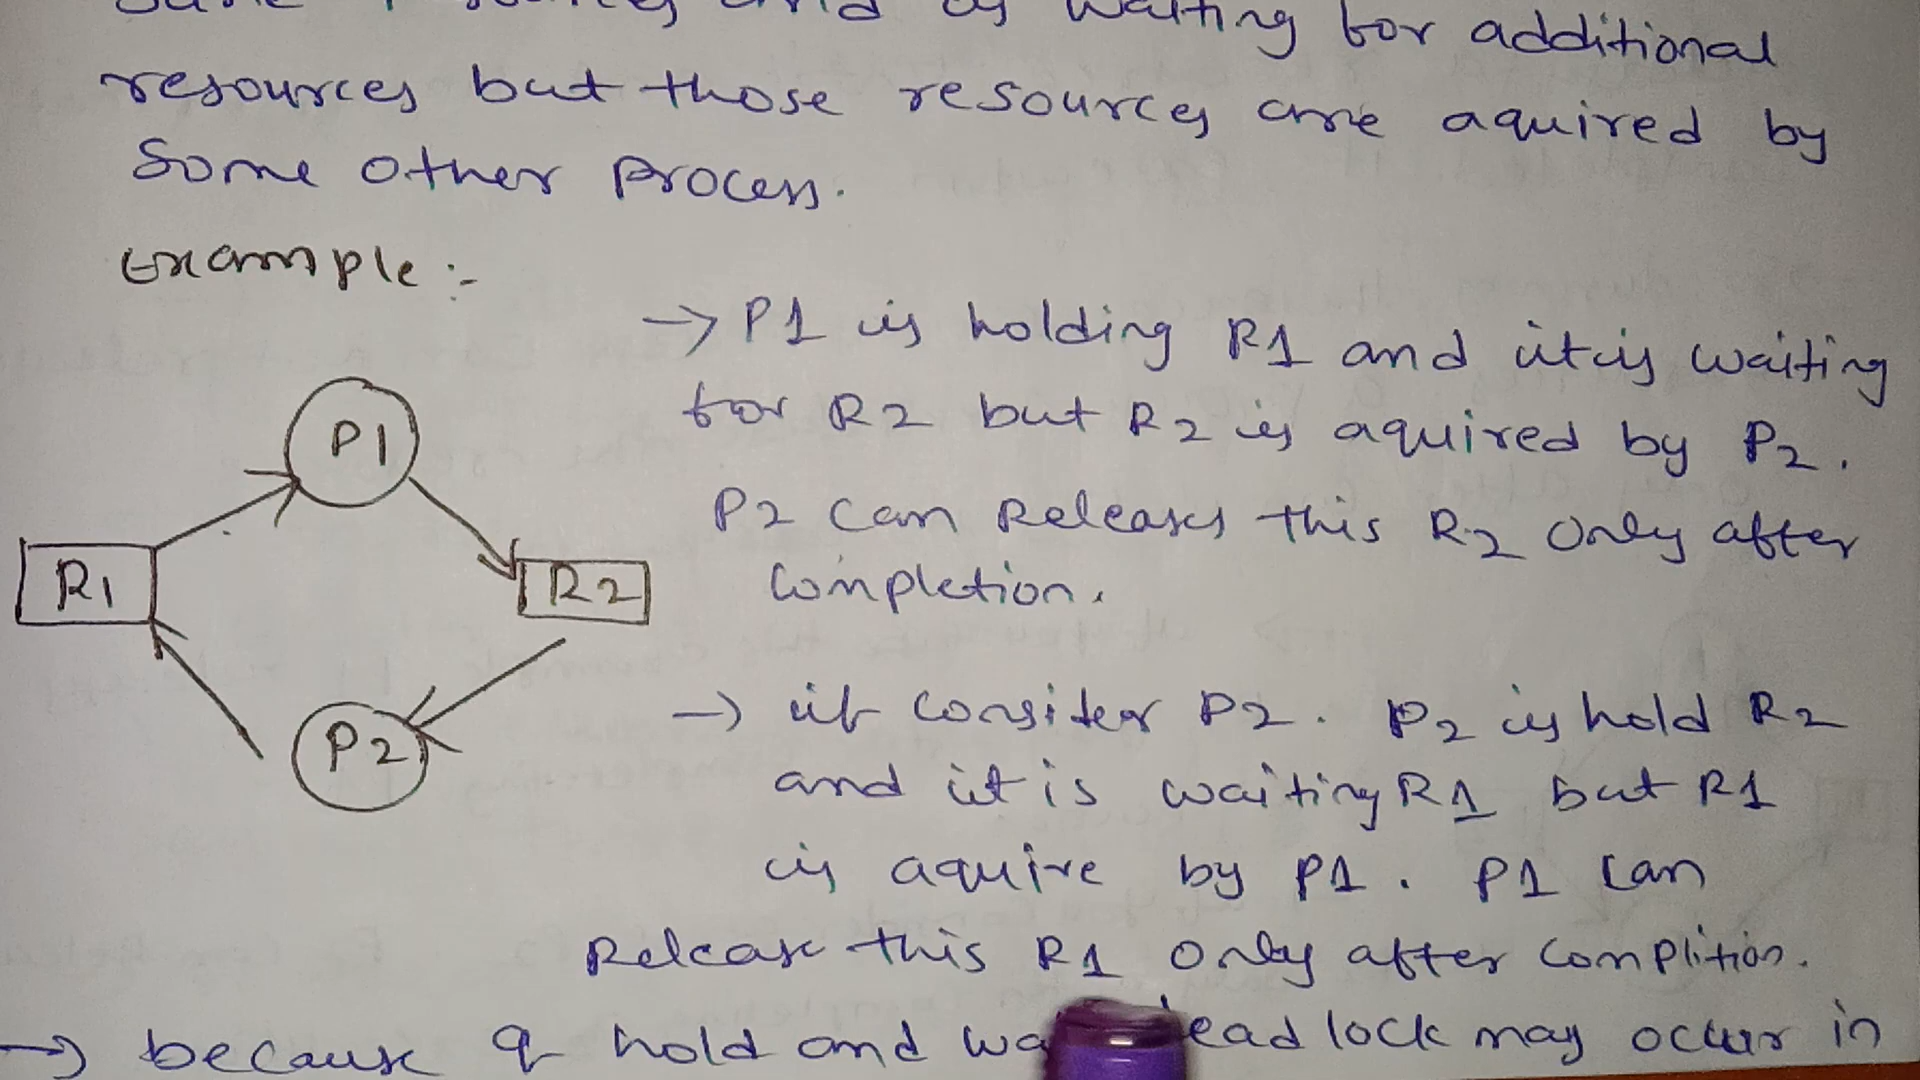 waiting for additional
resources but those resources are aquired by
Some other process.
Example :-
→ P1 is holding R1 and it is waiting
for R2 but R2 is aquired by P2.
P2 can Releases this R2 only after
Completion.
P1
R1
R2
P2
→ if consider P2. P2 is hold R2
and it is waiting R1 but R1
is aquire by P1. P1 can
Release this R1 only after Complition.
→ because of hold and lock may occur in